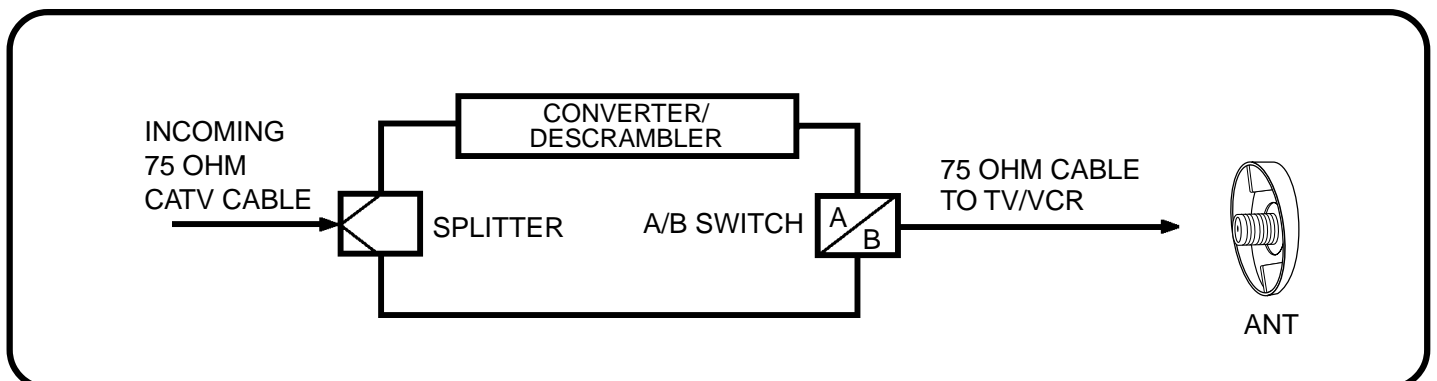 INCOMING
75 OHM
CATV CABLE
CONVERTER/
DESCRAMBLER
SPLITTER
A/B SWITCH
A
B
75 OHM CABLE
TO TV/VCR
ANT